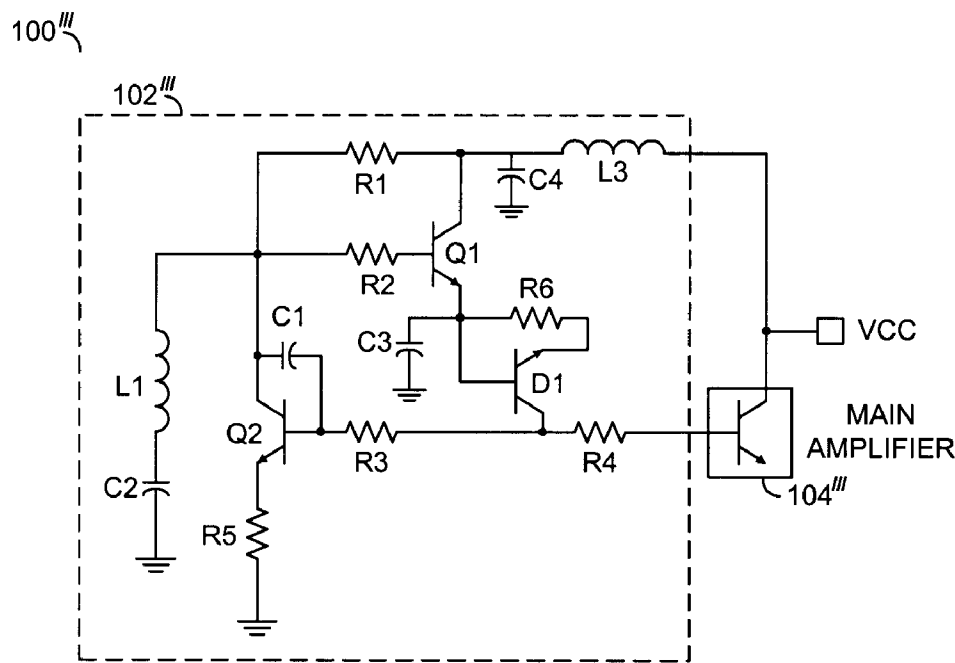 100'''
102'''
R1
C4
L3
R2
Q1
R6
C1
C3
VCC
L1
D1
Q2
MAIN
AMPLIFIER
R3
R4
C2
104'''
R5